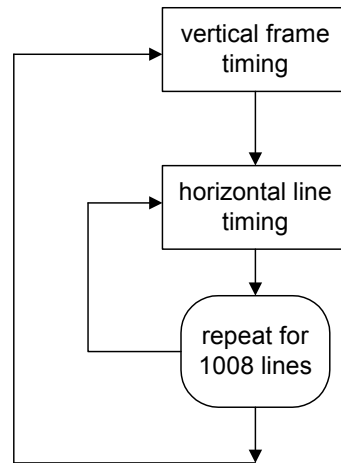 vertical frame
timing
horizontal line
timing
repeat for
1008 lines